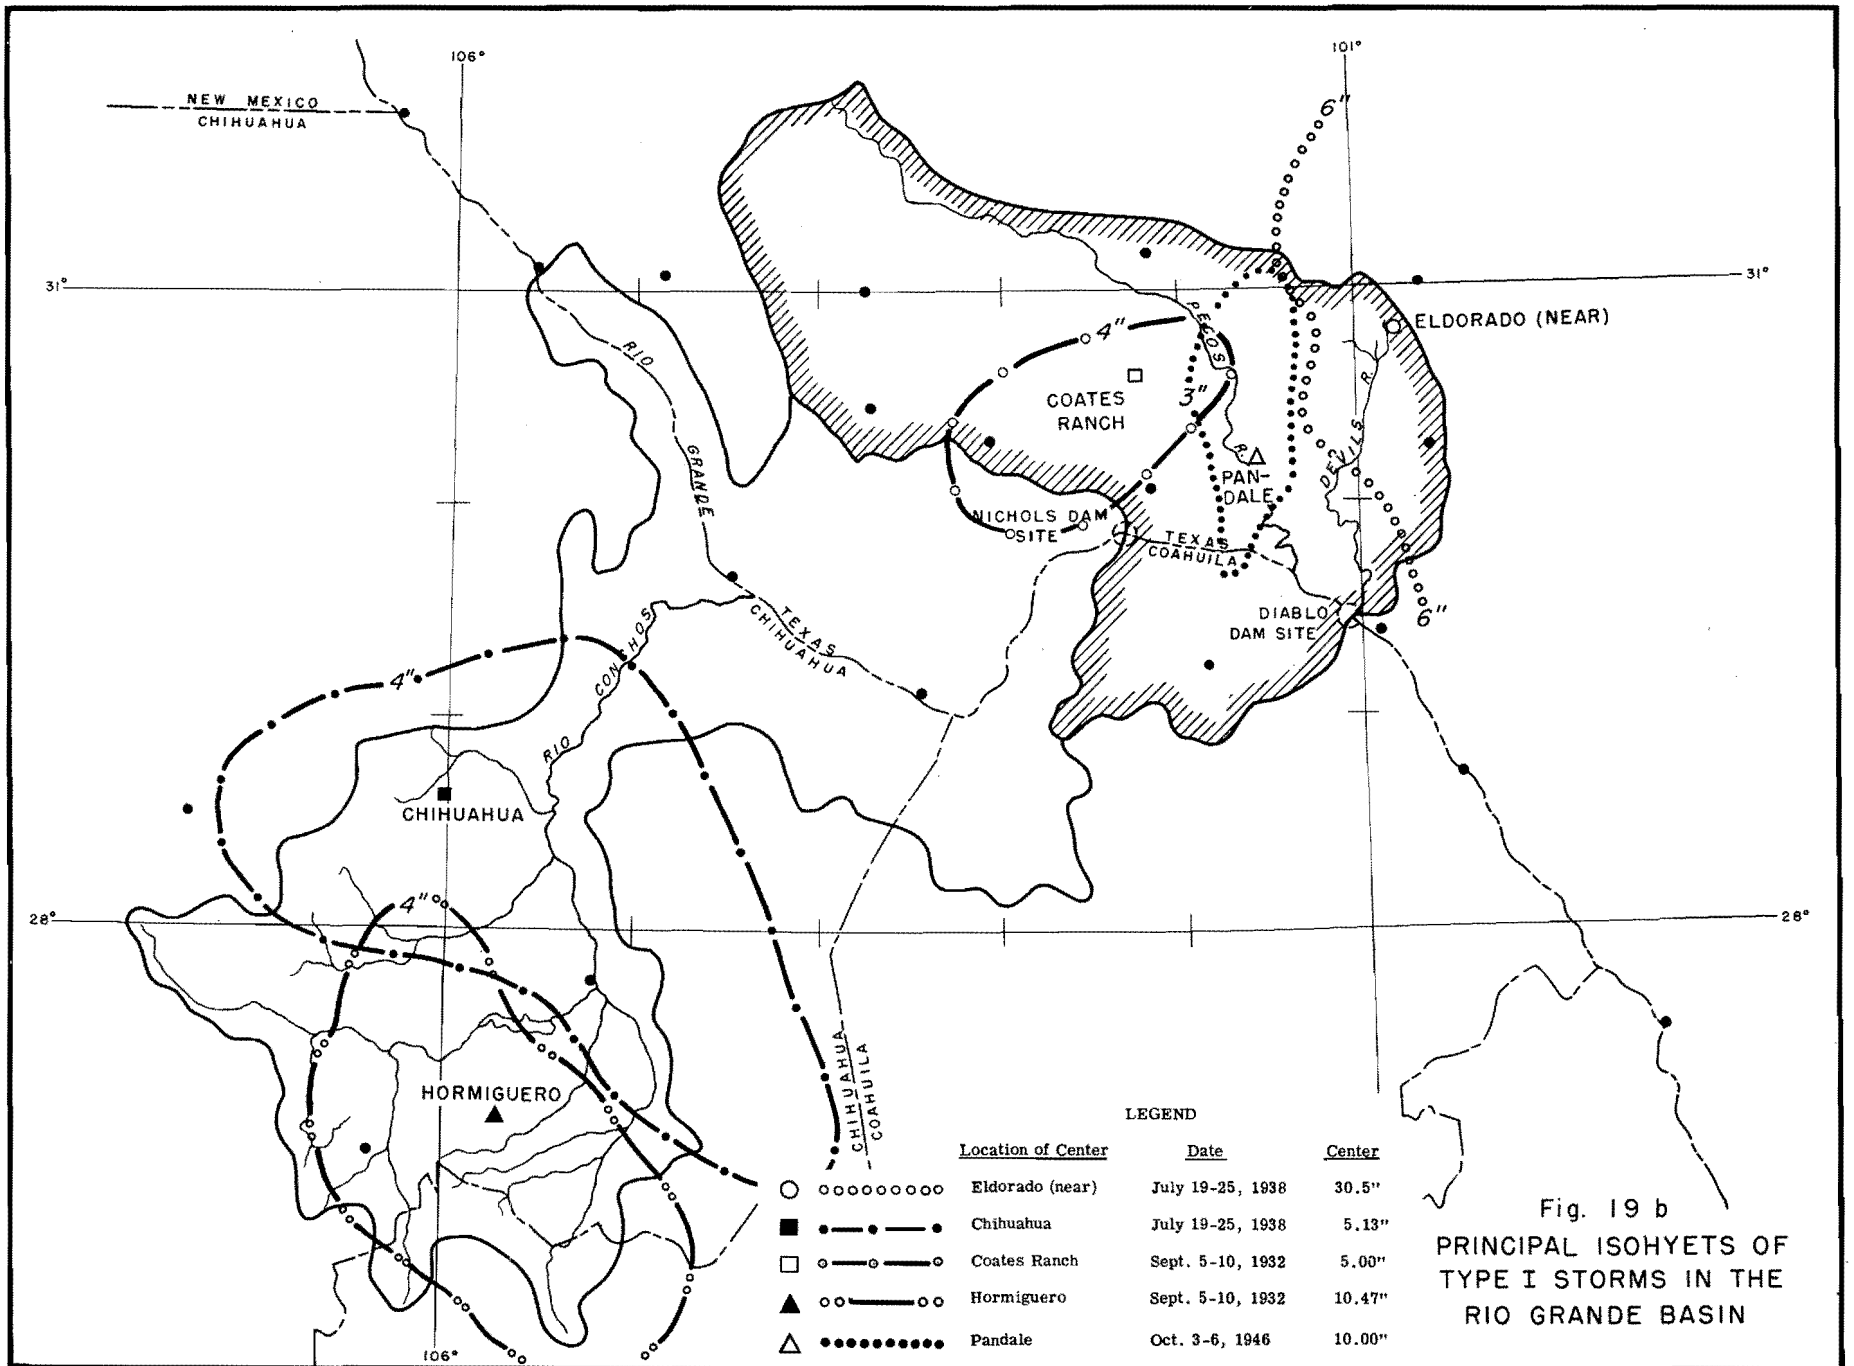 106°
101°
NEW MEXICO
CHIHUAHUA
6"
31°
31°
ELDORADO (NEAR)
PECOS
R.
4"
RIO
GRANDE
COATES
RANCH
3"
R.
DEVILS
PAN-
DALE
NICHOLS DAM
SITE
TEXAS
COAHUILA
DIABLO
DAM SITE
6"
TEXAS
CHIHUAHUA
RIO
CONCHOS
4"
CHIHUAHUA
4"
28°
28°
CHIHUAHUA
COAHUILA
HORMIGUERO
106°
LEGEND
Location of Center Date Center
Eldorado (near) July 19-25, 1938 30.5"
Chihuahua July 19-25, 1938 5.13"
Coates Ranch Sept. 5-10, 1932 5.00"
Hormiguero Sept. 5-10, 1932 10.47"
Pandale Oct. 3-6, 1946 10.00"
Fig. 19 b
PRINCIPAL ISOHYETS OF
TYPE I STORMS IN THE
RIO GRANDE BASIN